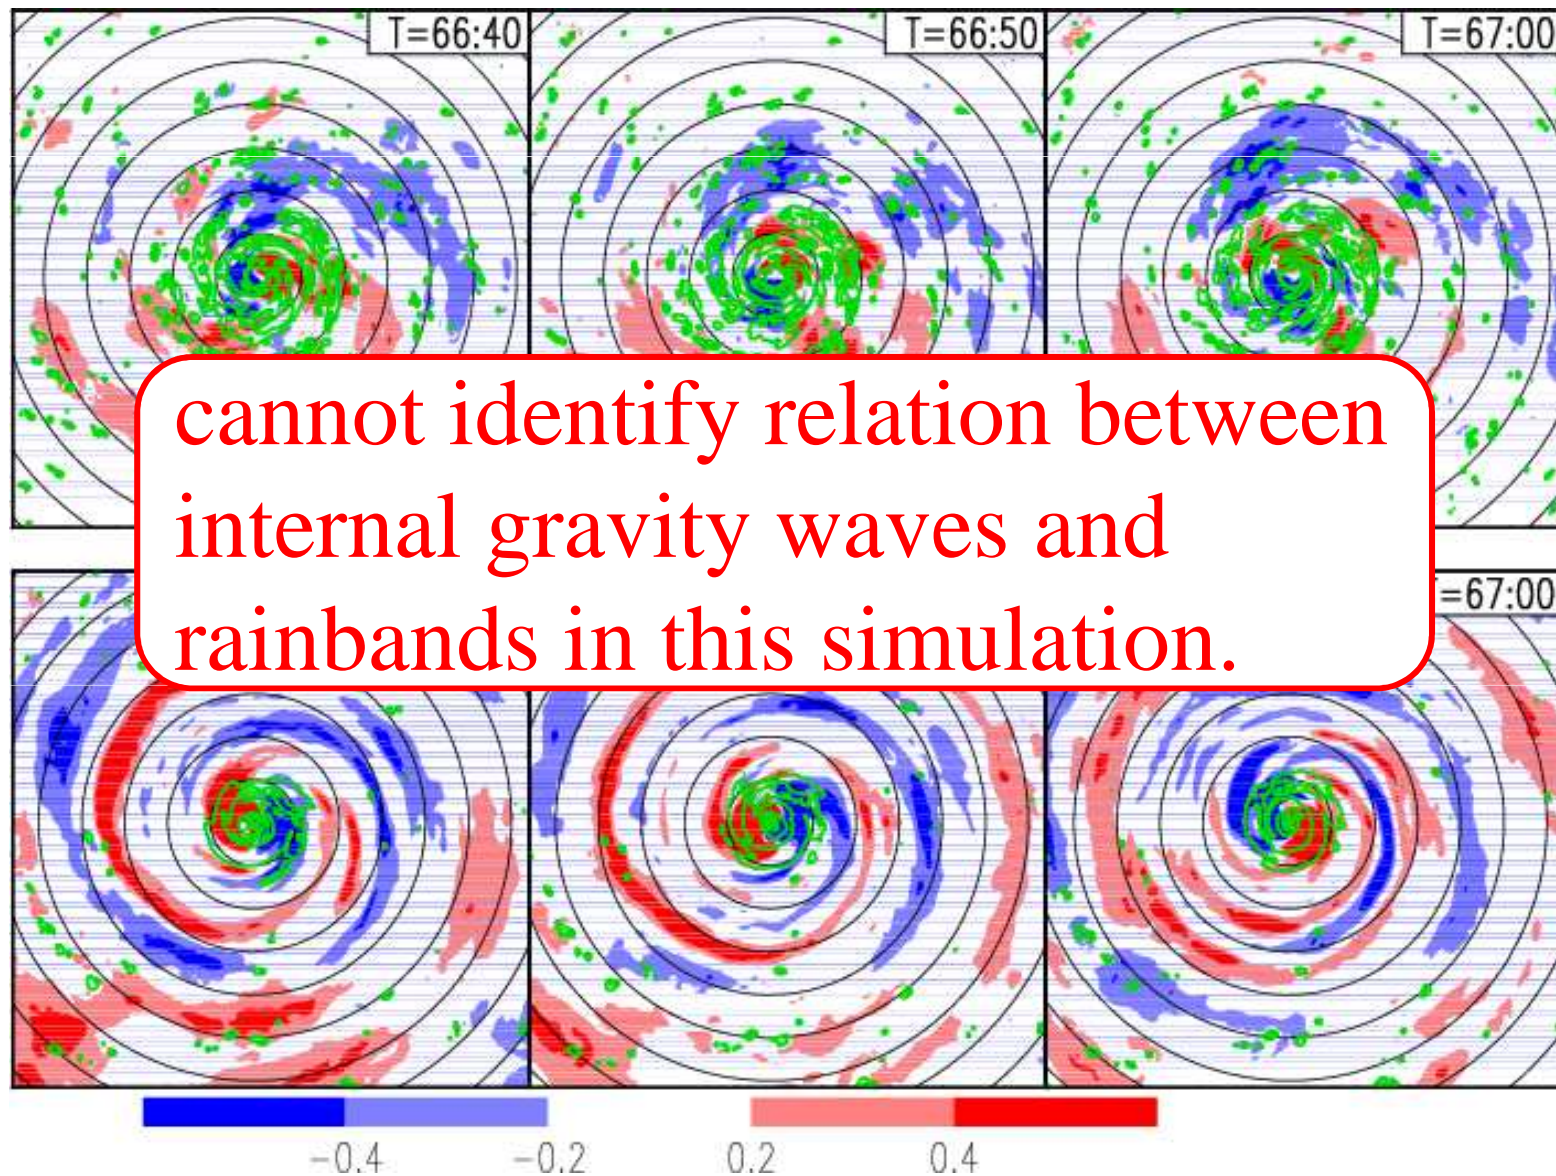 T=66:40
T=66:50
T=67:00
cannot identify relation between
internal gravity waves and
rainbands in this simulation.
=67:00
-0.4
-0.2
0.2
0.4